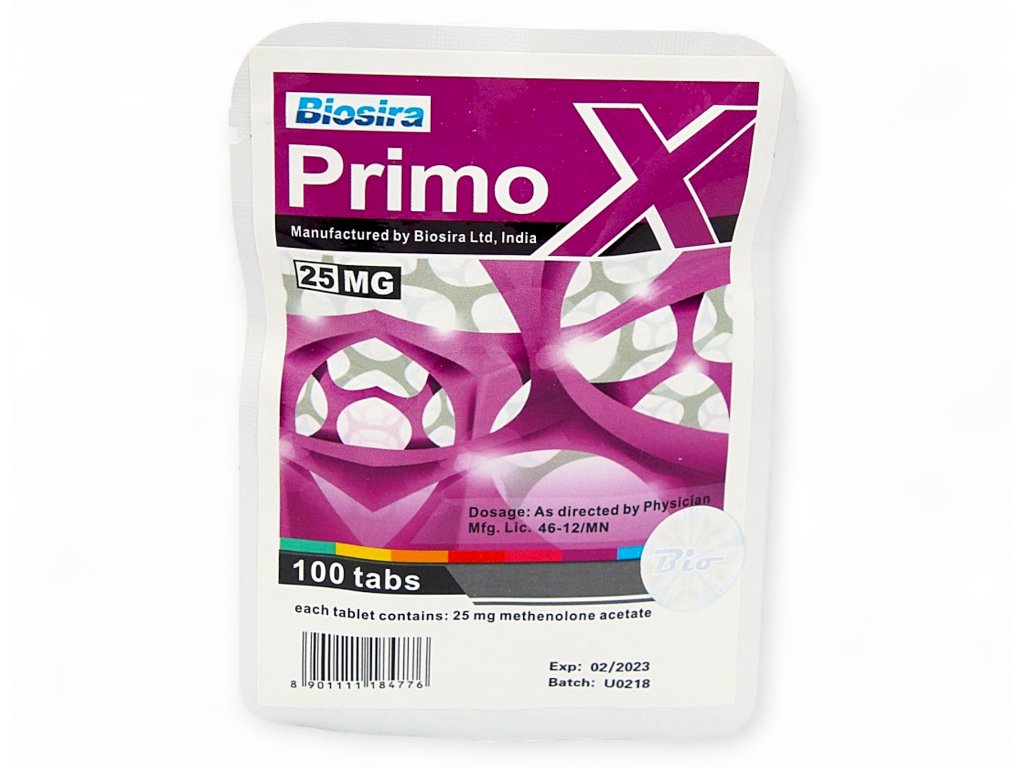 Biosira
Primo X
Manufactured by Biosira Ltd, India
25 MG
Dosage: As directed by Physician
Mfg. Lic. 46-12/MN
Bio
100 tabs
each tablet contains: 25 mg methenolone acetate
8 901111 184776
Exp: 02/2023
Batch: U0218